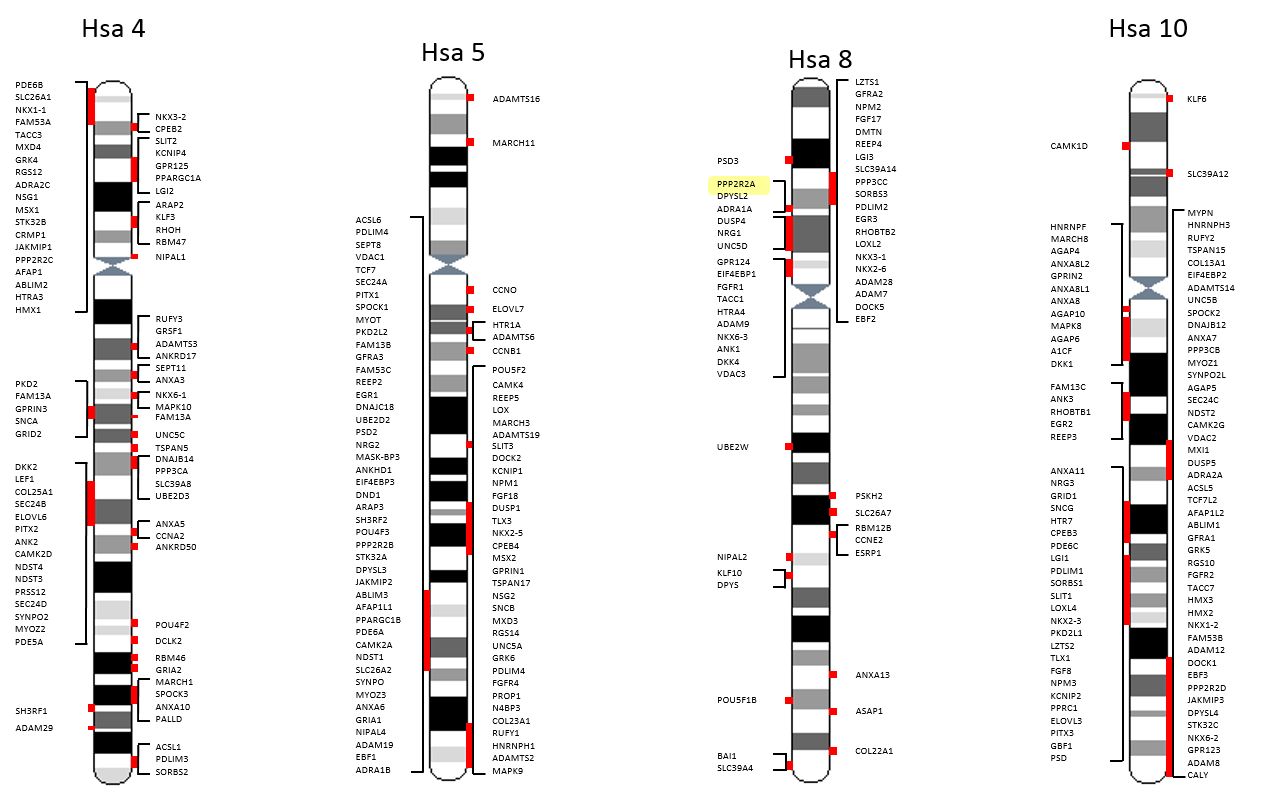 Hsa 4
PDE6B
SLC26A1
NKX1-1
FAM53A
TACC3
MXD4
GRK4
RGS12
ADRA2C
NSG1
MSX1
STK32B
CRMP1
JAKMIP1
PPP2R2C
AFAP1
ABLIM2
HTRA3
HMX1
PKD2
FAM13A
GPRIN3
SNCA
GRID2
DKK2
LEF1
COL25A1
SEC24B
ELOVL6
PITX2
ANK2
CAMK2D
NDST4
NDST3
PRSS12
SEC24D
SYNPO2
MYOZ2
PDE5A
SH3RF1
ADAM29
NKX3-2
CPEB2
SLIT2
KCNIP4
GPR125
PPARGC1A
LGI2
ARAP2
KLF3
RHOH
RBM47
NIPAL1
RUFY3
GRSF1
ADAMTS3
ANKRD17
SEPT11
ANXA3
NKX6-1
MAPK10
FAM13A
UNC5C
TSPAN5
DNAJB14
PPP3CA
SLC39A8
UBE2D3
ANXA5
CCNA2
ANKRD50
POU4F2
DCLK2
RBM46
GRIA2
MARCH1
SPOCK3
ANXA10
PALLD
ACSL1
PDLIM3
SORBS2
Hsa 5
ACSL6
PDLIM4
SEPT8
VDAC1
TCF7
SEC24A
PITX1
SPOCK1
MYOT
PKD2L2
FAM13B
GFRA3
FAM53C
REEP2
EGR1
DNAJC18
UBE2D2
PSD2
NRG2
MASK-BP3
ANKHD1
EIF4EBP3
DND1
ARAP3
SH3RF2
POU4F3
PPP2R2B
STK32A
DPYSL3
JAKMIP2
ABLIM3
AFAP1L1
PPARGC1B
PDE6A
CAMK2A
NDST1
SLC26A2
SYNPO
MYOZ3
ANXA6
GRIA1
NIPAL4
ADAM19
EBF1
ADRA1B
ADAMTS16
MARCH11
CCNO
ELOVL7
HTR1A
ADAMTS6
CCNB1
POU5F2
CAMK4
REEP5
LOX
MARCH3
ADAMTS19
SLIT3
DOCK2
KCNIP1
NPM1
FGF18
DUSP1
TLX3
NKX2-5
CPEB4
MSX2
GPRIN1
TSPAN17
NSG2
SNCB
MXD3
RGS14
UNC5A
GRK6
PDLIM4
FGFR4
PROP1
N4BP3
COL23A1
RUFY1
HNRNPH1
ADAMTS2
MAPK9
Hsa 8
PSD3
PPP2R2A
DPYSL2
ADRA1A
DUSP4
NRG1
UNC5D
GPR124
EIF4EBP1
FGFR1
TACC1
HTRA4
ADAM9
NKX6-3
ANK1
DKK4
VDAC3
UBE2W
NIPAL2
KLF10
DPYS
POU5F1B
BAI1
SLC39A4
LZTS1
GFRA2
NPM2
FGF17
DMTN
REEP4
LGI3
SLC39A14
PPP3CC
SORBS3
PDLIM2
EGR3
RHOBTB2
LOXL2
NKX3-1
NKX2-6
ADAM28
ADAM7
DOCK5
EBF2
PSKH2
SLC26A7
RBM12B
CCNE2
ESRP1
ANXA13
ASAP1
COL22A1
Hsa 10
CAMK1D
HNRNPF
MARCH8
AGAP4
ANXA8L2
GPRIN2
ANXA8L1
ANXA8
AGAP10
MAPK8
AGAP6
A1CF
DKK1
FAM13C
ANK3
RHOBTB1
EGR2
REEP3
ANXA11
NRG3
GRID1
SNCG
HTR7
CPEB3
PDE6C
LGI1
PDLIM1
SORBS1
SLIT1
LOXL4
NKX2-3
PKD2L1
LZTS2
TLX1
FGF8
NPM3
KCNIP2
PPRC1
ELOVL3
PITX3
GBF1
PSD
KLF6
SLC39A12
MYPN
HNRNPH3
RUFY2
TSPAN15
COL13A1
EIF4EBP2
ADAMTS14
UNC5B
SPOCK2
DNAJB12
ANXA7
PPP3CB
MYOZ1
SYNPO2L
AGAP5
SEC24C
NDST2
CAMK2G
VDAC2
MXI1
DUSP5
ADRA2A
ACSL5
TCF7L2
AFAP1L2
ABLIM1
GFRA1
GRK5
RGS10
FGFR2
TACC7
HMX3
HMX2
NKX1-2
FAM53B
ADAM12
DOCK1
EBF3
PPP2R2D
JAKMIP3
DPYSL4
STK32C
NKX6-2
GPR123
ADAM8
CALY